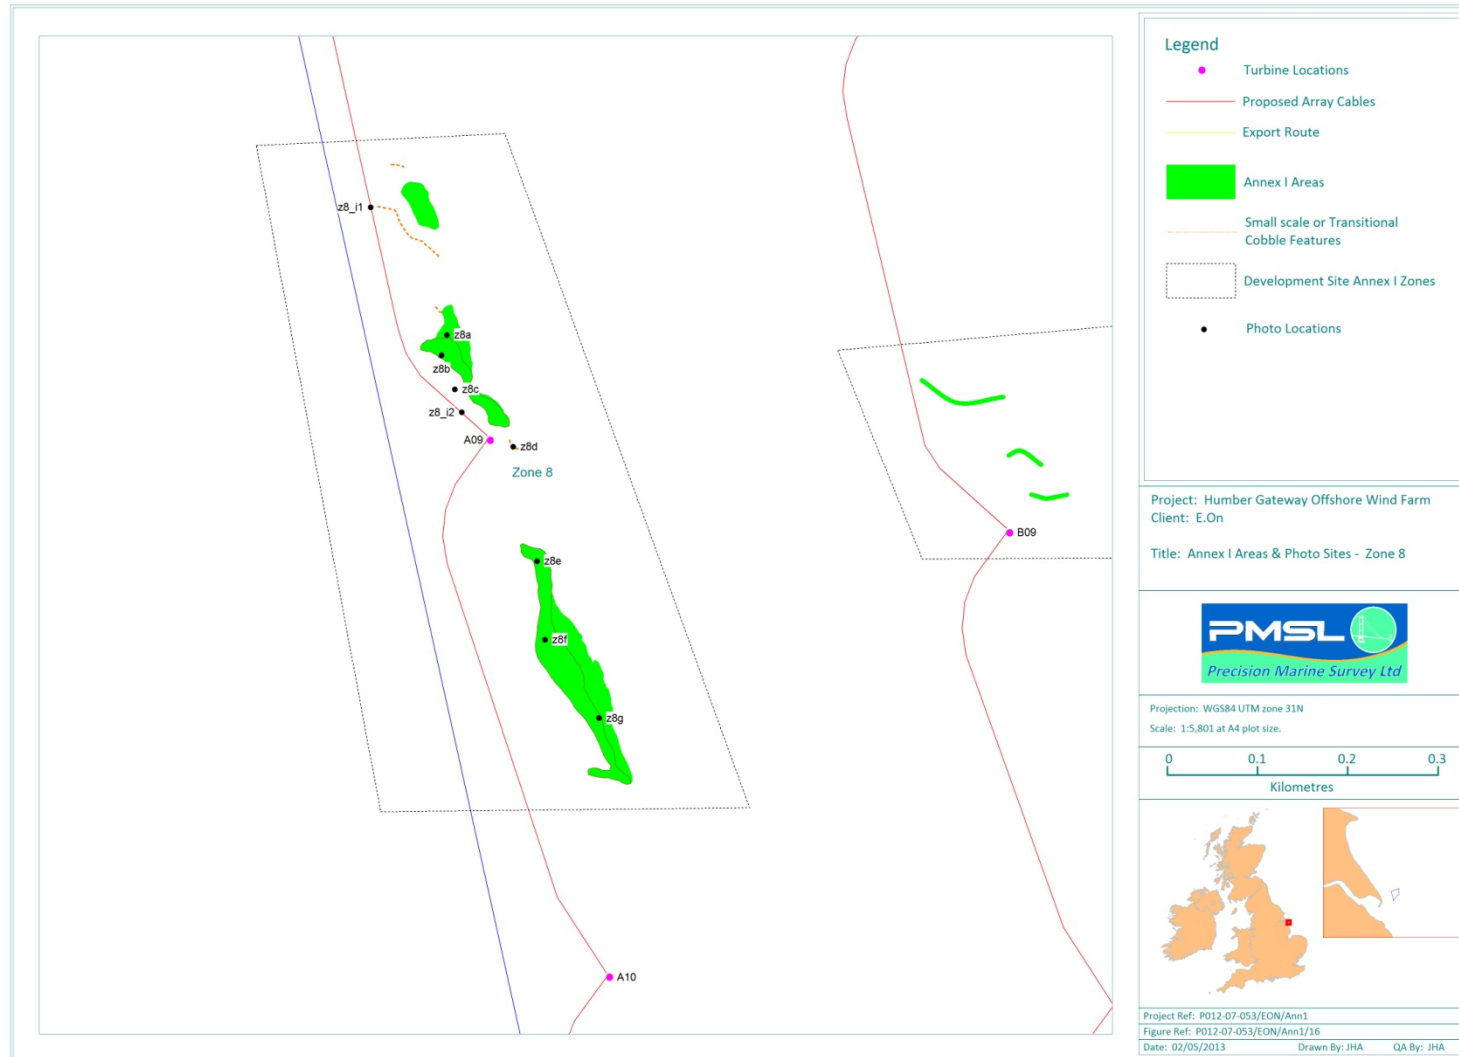 z8_i1
z8a
z8b
z8c
z8_i2
A09
z8d
Zone 8
z8e
z8f
z8g
B09
A10
Legend
Turbine Locations
Proposed Array Cables
Export Route
Annex I Areas
Small scale or Transitional
Cobble Features
Development Site Annex I Zones
Photo Locations
Project: Humber Gateway Offshore Wind Farm
Client: E.On
Title: Annex I Areas & Photo Sites - Zone 8
PMSL
Precision Marine Survey Ltd
Projection: WGS84 UTM zone 31N
Scale: 1:5,801 at A4 plot size.
0 0.1 0.2 0.3
Kilometres
Project Ref: P012-07-053/EON/Ann1
Figure Ref: P012-07-053/EON/Ann1/16
Date: 02/05/2013 Drawn By: JHA QA By: JHA